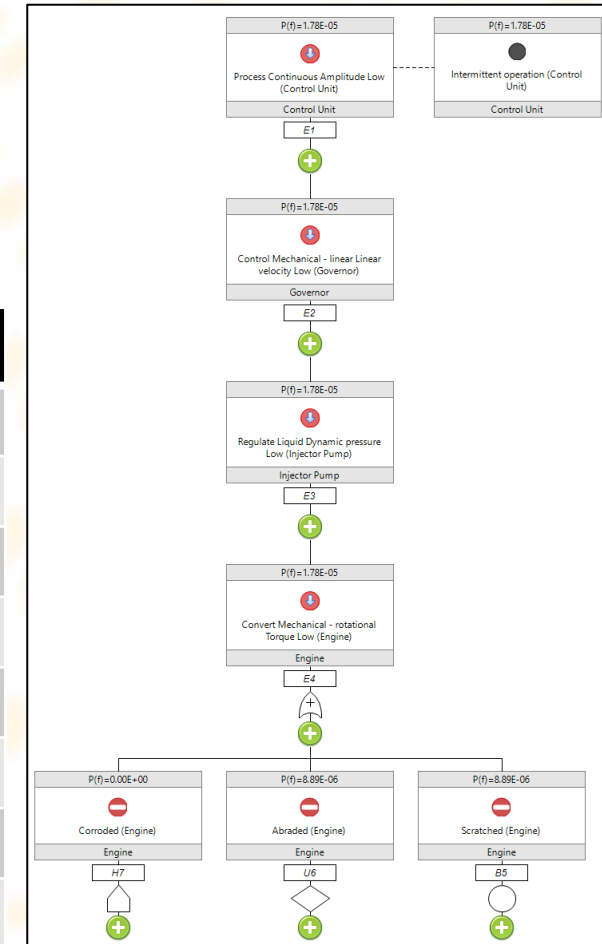 P(f)=1.78E-05
Process Continuous Amplitude Low
(Control Unit)
Control Unit
E1
P(f)=1.78E-05
Intermittent operation (Control
Unit)
Control Unit
P(f)=1.78E-05
Control Mechanical - linear Linear
velocity Low (Governor)
Governor
E2
P(f)=1.78E-05
Regulate Liquid Dynamic pressure
Low (Injector Pump)
Injector Pump
E3
P(f)=1.78E-05
Convert Mechanical - rotational
Torque Low (Engine)
Engine
E4
+
P(f)=0.00E+00
Corroded (Engine)
Engine
H7
P(f)=8.89E-06
Abraded (Engine)
Engine
U6
P(f)=8.89E-06
Scratched (Engine)
Engine
B5